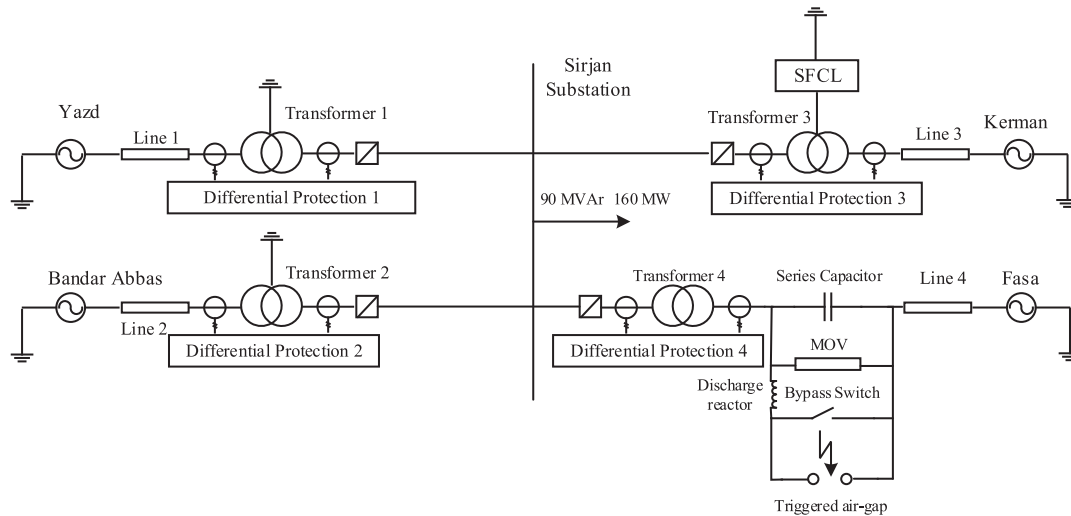 Yazd
Line 1
Transformer 1
Differential Protection 1
Sirjan
Substation
SFCL
Transformer 3
Line 3
Kerman
Differential Protection 3
90 MVAr 160 MW
Bandar Abbas
Line 2
Transformer 2
Differential Protection 2
Transformer 4
Differential Protection 4
Series Capacitor
Line 4
Fasa
MOV
Discharge
reactor
Bypass Switch
Triggered air-gap